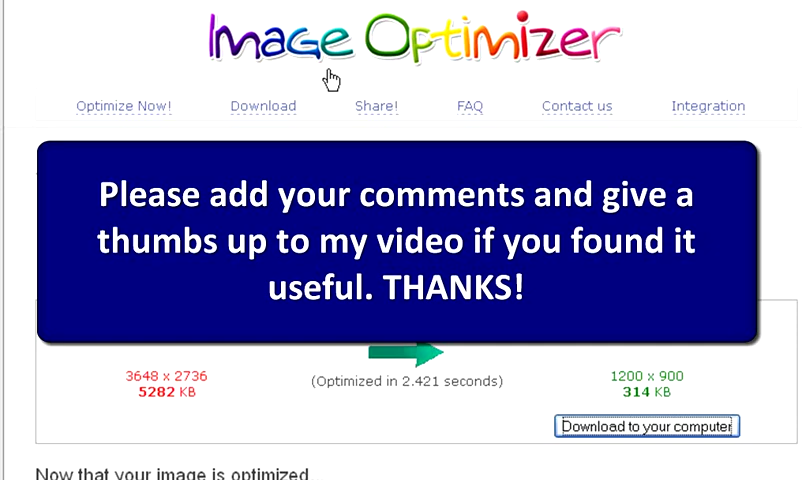 Image Optimizer
Optimize Now! Download Share! FAQ Contact us Integration
Please add your comments and give a
thumbs up to my video if you found it
useful. THANKS!
3648 x 2736 (Optimized in 2.421 seconds) 1200 x 900
5282 KB 314 KB
Download to your computer
Now that your image is optimized...